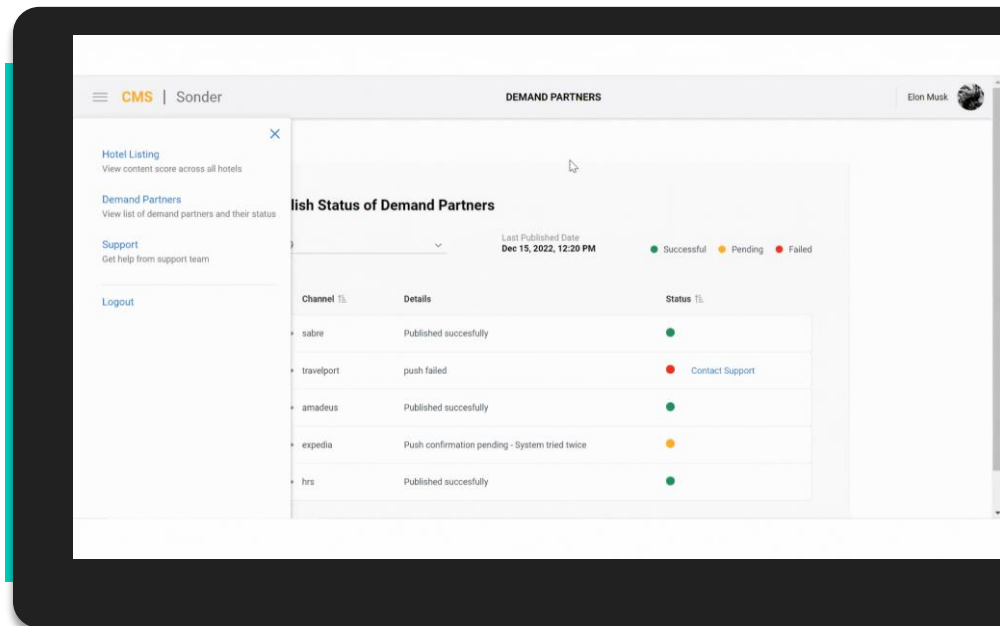 CMS | Sonder
DEMAND PARTNERS
Elon Musk
Hotel Listing
View content score across all hotels
Demand Partners
View list of demand partners and their status
Support
Get help from support team
Logout
lish Status of Demand Partners
Last Published Date
Dec 15, 2022, 12:20 PM
Successful Pending Failed
Channel Details Status
sabre Published succesfully
travelport push failed Contact Support
amadeus Published succesfully
expedia Push confirmation pending - System tried twice
hrs Published succesfully